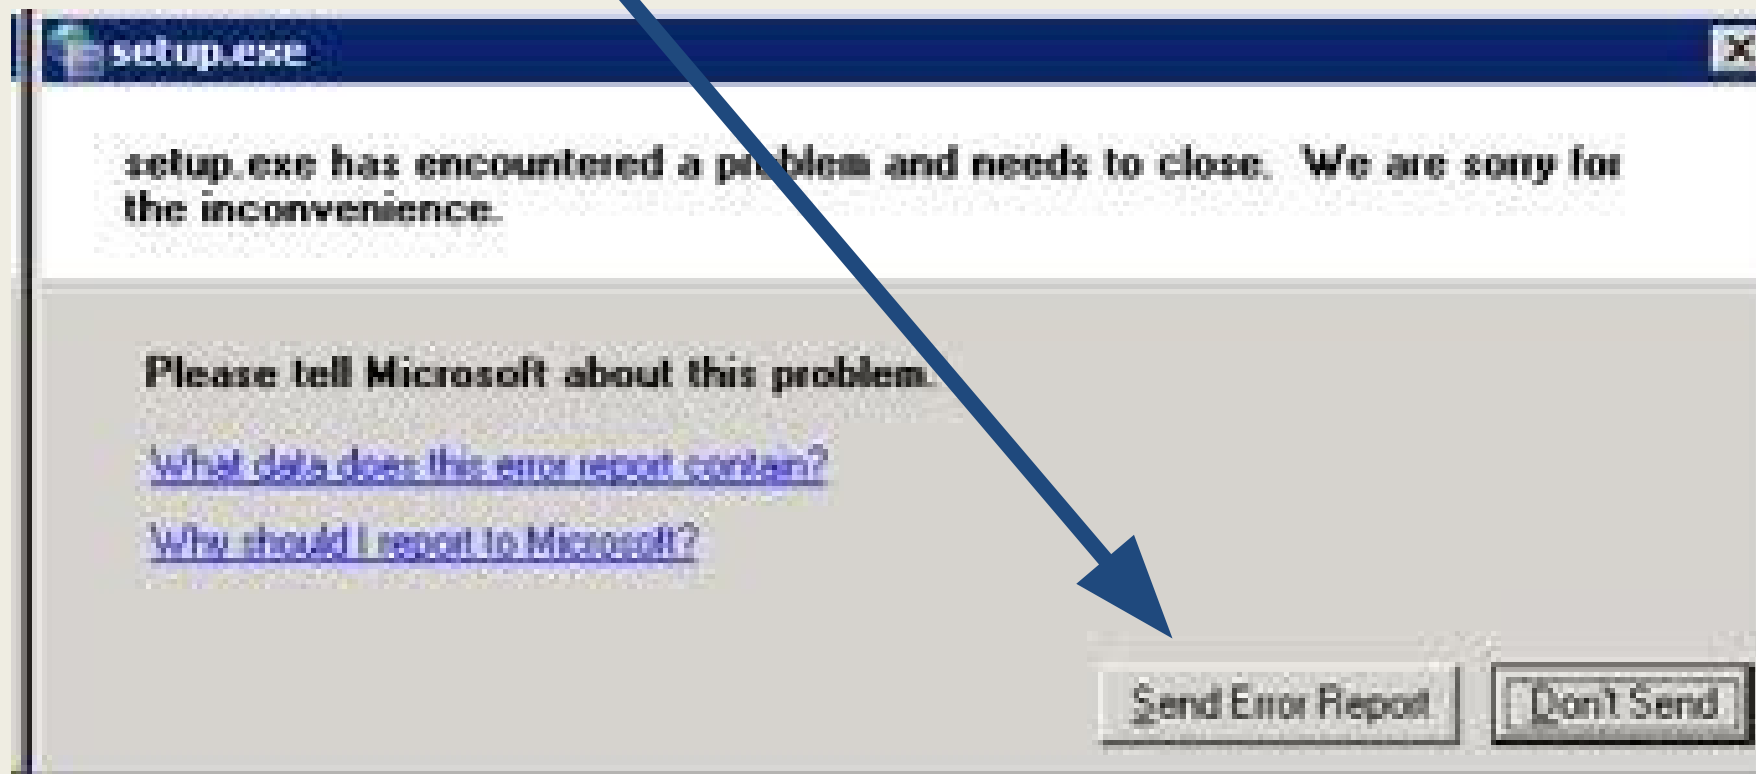 setup.exe
setup.exe has encountered a problem and needs to close. We are sorry for
the inconvenience.
Please tell Microsoft about this problem.
What data does this error report contain?
Why should I report to Microsoft?
Send Error Report Don't Send